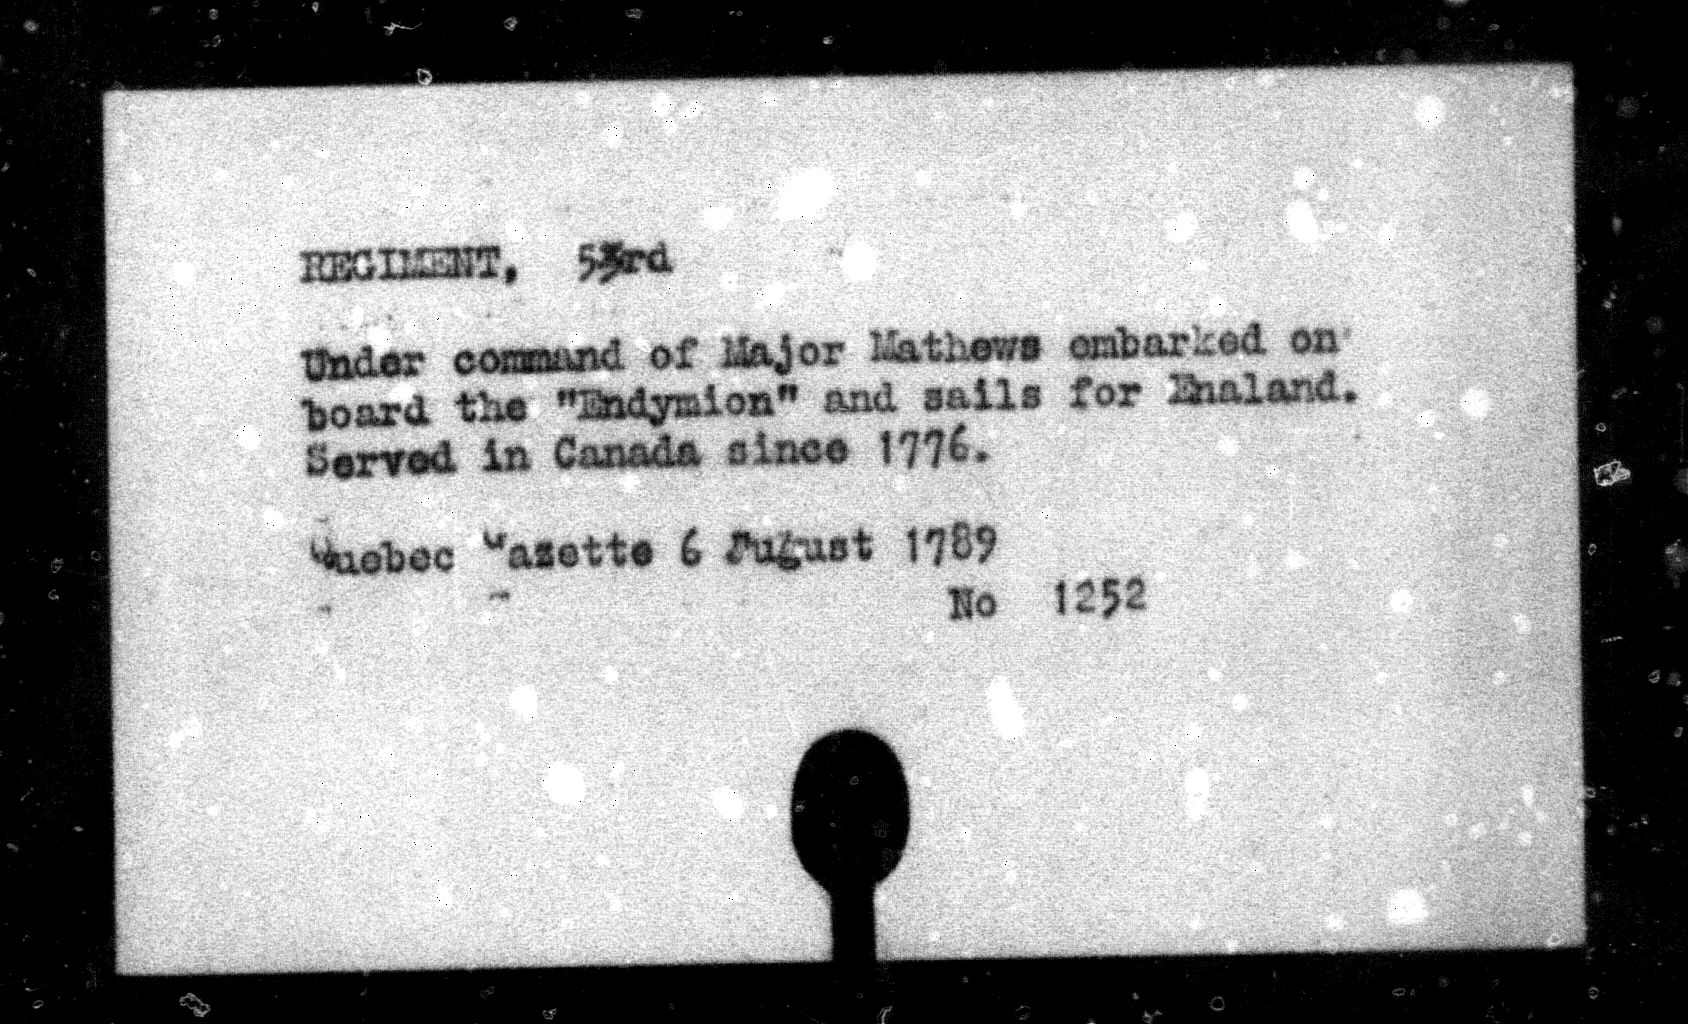 REGIMENT, 53rd
Under command of Major Mathews embarked on
board the "Endymion" and sails for Enaland.
Served in Canada since 1776.
Quebec Gazette 6 August 1789
No 1252